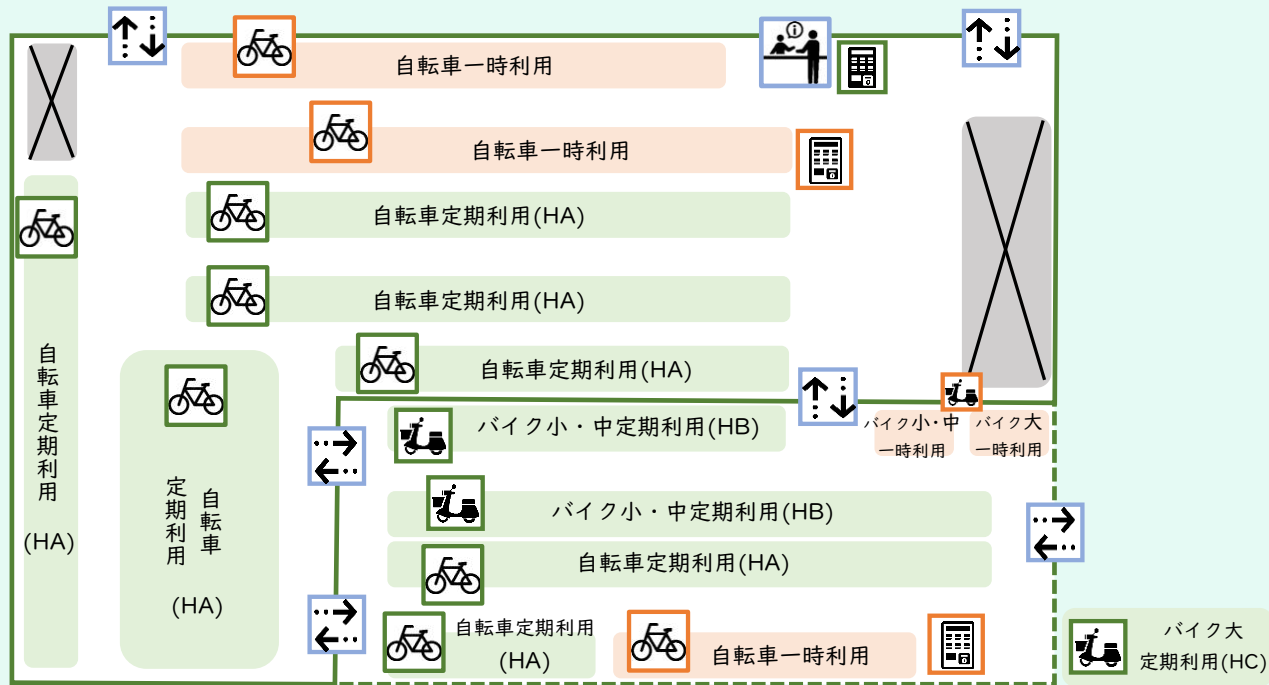 自転車一時利用
自転車一時利用
自転車定期利用(HA)
自転車定期利用(HA)
自転車定期利用(HA)
自転車定期利用
(HA)
自転車
定期利用
(HA)
バイク小・中定期利用(HB)
バイク小・中
一時利用
バイク大
一時利用
バイク小・中定期利用(HB)
自転車定期利用(HA)
自転車定期利用
(HA)
自転車一時利用
バイク大
定期利用(HC)